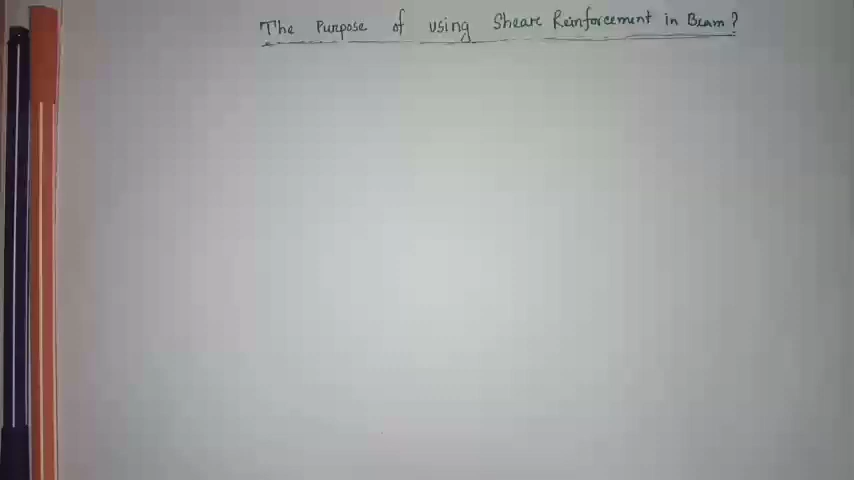 The Purpose of using Sheare Reinforcement in Beam?